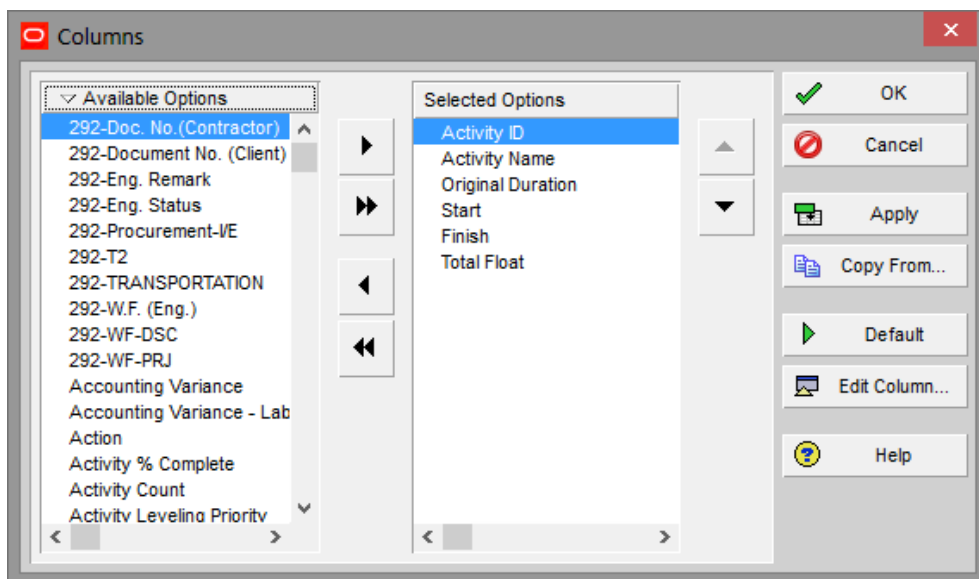 Columns
Available Options
292-Doc. No.(Contractor)
292-Document No. (Client)
292-Eng. Remark
292-Eng. Status
292-Procurement-I/E
292-T2
292-TRANSPORTATION
292-W.F. (Eng.)
292-WF-DSC
292-WF-PRJ
Accounting Variance
Accounting Variance - Lab
Action
Activity % Complete
Activity Count
Activity Leveling Priority
Selected Options
Activity ID
Activity Name
Original Duration
Start
Finish
Total Float
OK
Cancel
Apply
Copy From...
Default
Edit Column...
Help